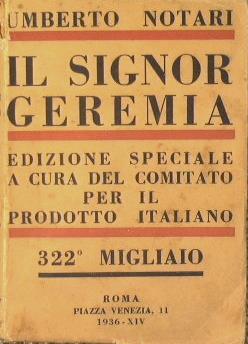 UMBERTO NOTARI
IL SIGNOR
GEREMIA
EDIZIONE SPECIALE
A CURA DEL COMITATO
PER IL
PRODOTTO ITALIANO
322º MIGLIAIO
ROMA
PIAZZA VENEZIA, 11
1936-XIV